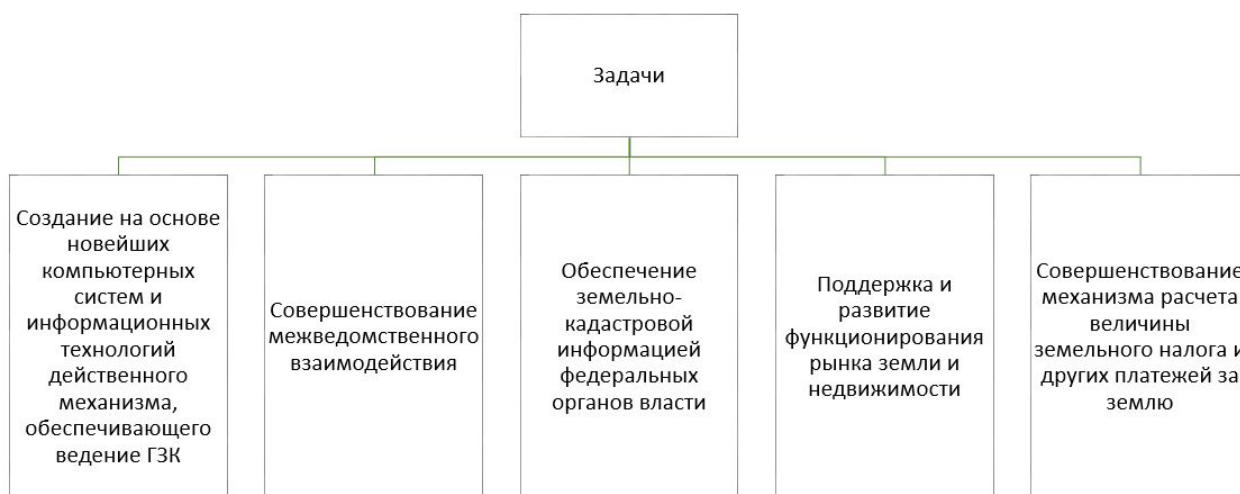 Задачи
Создание на основе
новейших
компьютерных
систем и
информационных
технологий
действенного
механизма,
обеспечивающего
ведение ГЗК
Совершенствование
межведомственного
взаимодействия
Обеспечение
земельно-
кадастровой
информацией
федеральных
органов власти
Поддержка и
развитие
функционирования
рынка земли и
недвижимости
Совершенствование
механизма расчета
величины
земельного налога и
других платежей за
землю